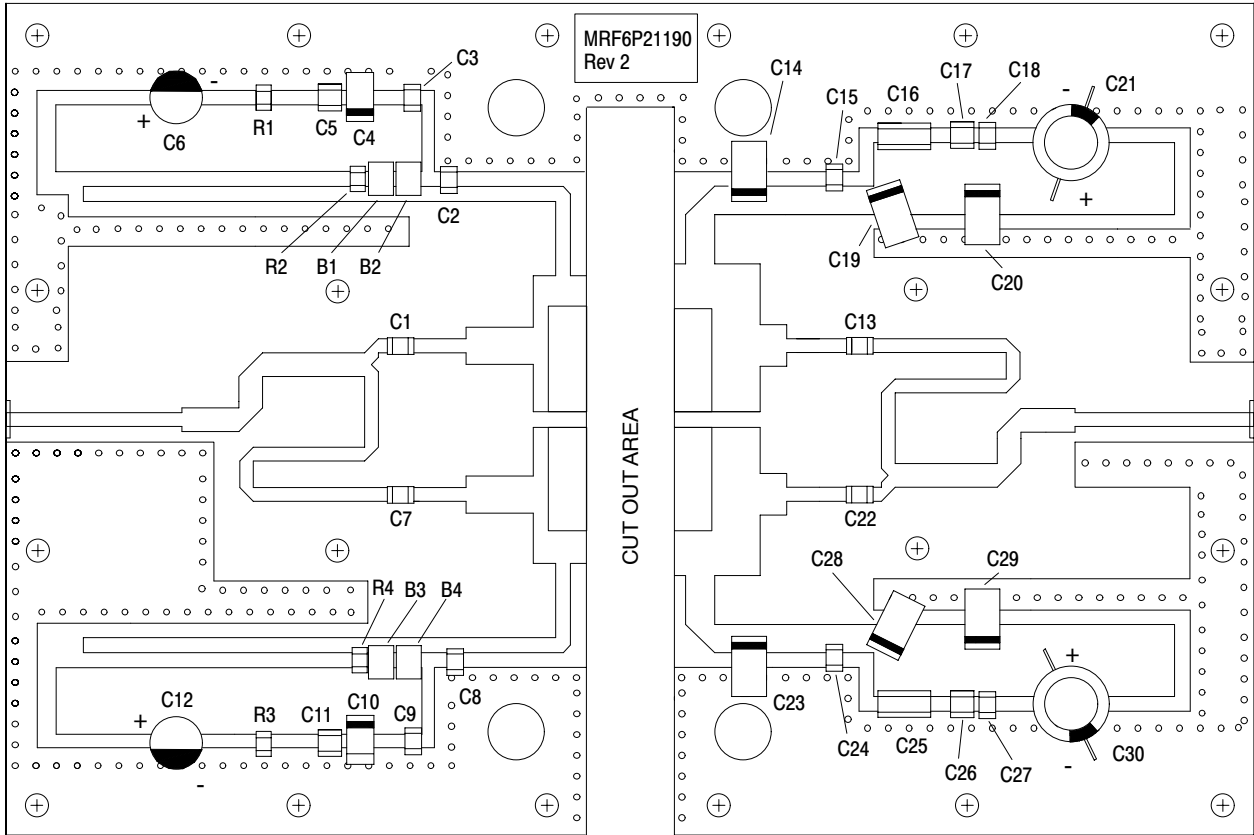 MRF6P21190
Rev 2
C3
C14
C15
C16
C17
C18
-
C21
-
+
C6
R1
C5
C4
+
C2
R2
B1
B2
C19
C20
C1
C13
CUT OUT AREA
C7
C22
C28
C29
R4
B3
B4
C12
+
R3
C11
C10
C9
C8
-
C23
C24
C25
C26
C27
+
-
C30